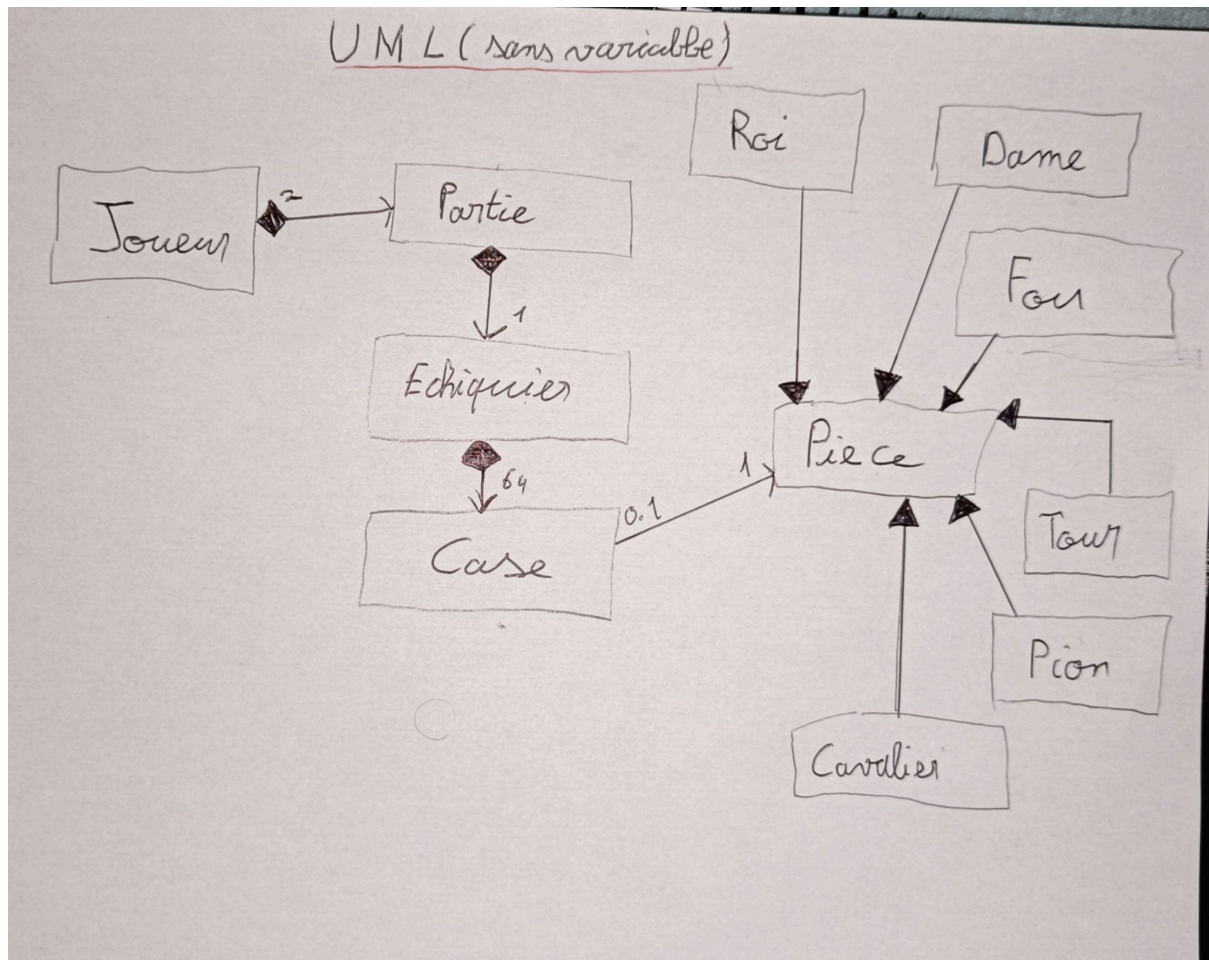 UML (sans variable)
Roi
Dame
Joueur
2
Partie
Fou
1
Echiquier
Pièce
64
1
0.1
Case
Tour
Pion
Cavalier